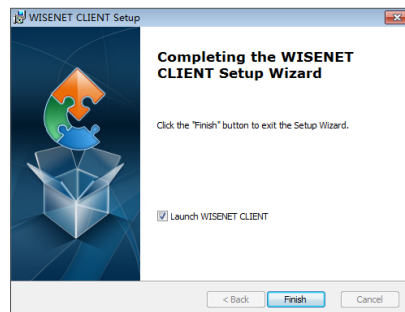 WISENET CLIENT Setup
Completing the WISENET
CLIENT Setup Wizard
Click the "Finish" button to exit the Setup Wizard.
Launch WISENET CLIENT
< Back Finish Cancel